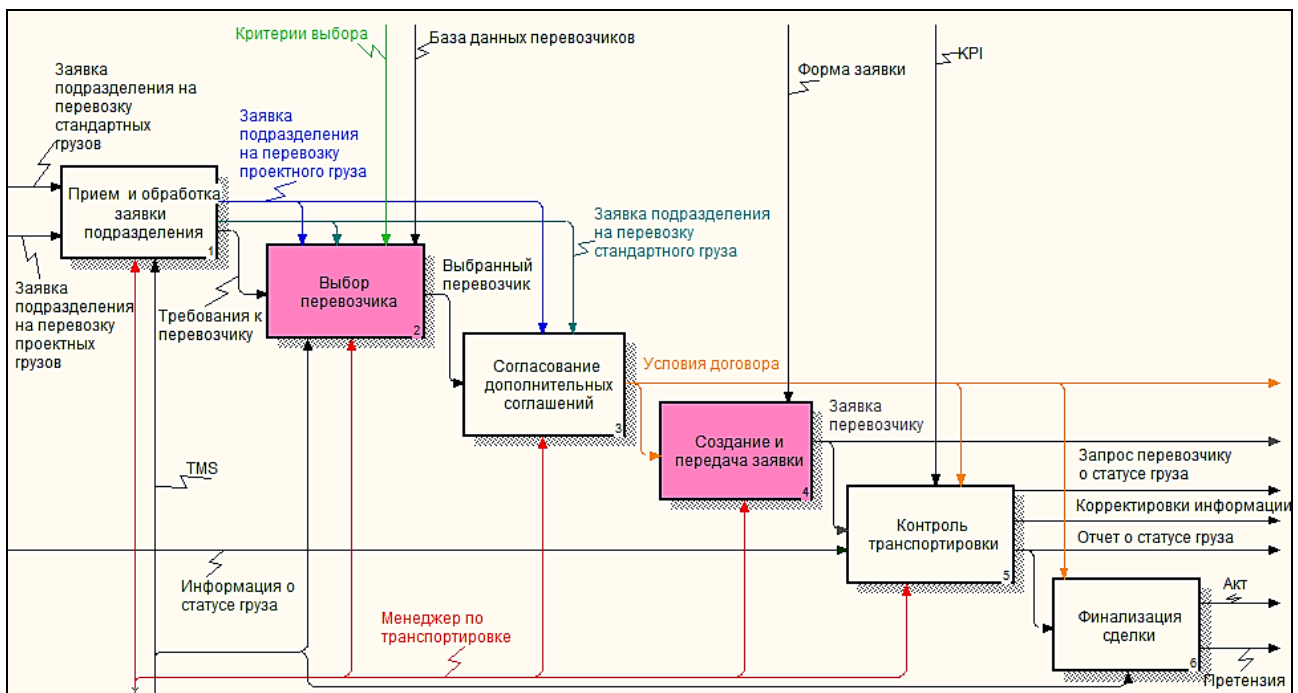 Критерии выбора
База данных перевозчиков
Форма заявки
KPI
Заявка
подразделения на
перевозку
стандартных
грузов
Заявка
подразделения
на перевозку
проектного груза
Прием и обработка
заявки
подразделения
1
Заявка подразделения
на перевозку
стандартного груза
Заявка
подразделения
на перевозку
проектных
грузов
Требования к
перевозчику
Выбор
перевозчика
2
Выбранный
перевозчик
Согласование
дополнительных
соглашений
3
Условия договора
Создание и
передача заявки
4
Заявка
перевозчику
TMS
Запрос перевозчику
о статусе груза
Корректировки информации
Отчет о статусе груза
Контроль
транспортировки
5
Информация о
статусе груза
Менеджер по
транспортировке
Финализация
сделки
6
Акт
Претензия